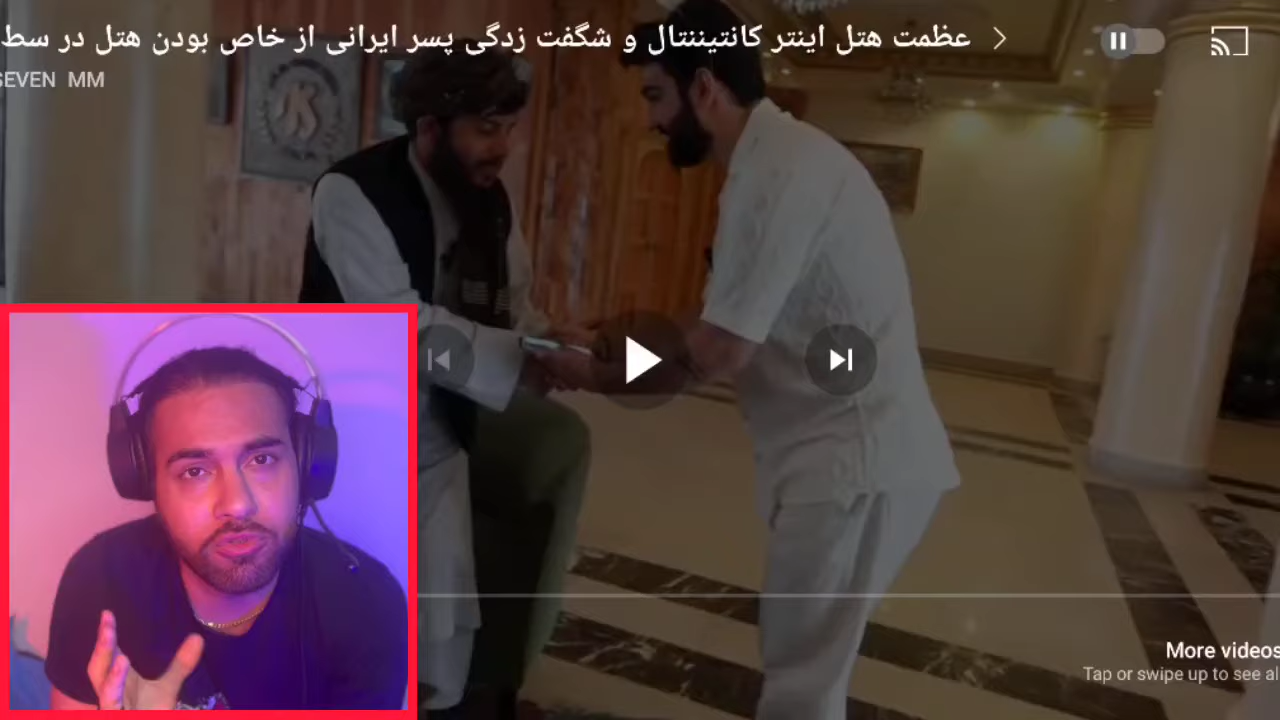 عظمت هتل اینتر کانتیننتال و شگفت زدگی پسر ایرانی از خاص بودن هتل در سط
SEVEN MM
More videos
Tap or swipe up to see al